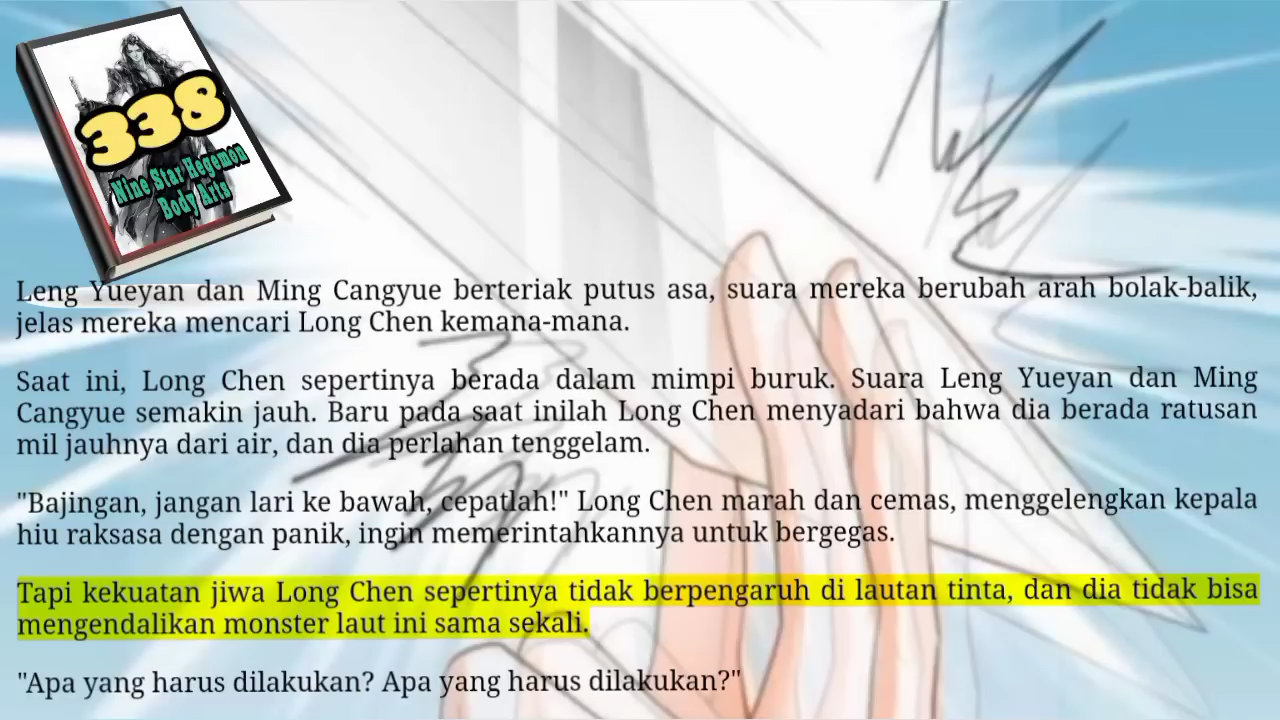 338
Nine Star Hegemon
Body Arts
Leng Yueyan dan Ming Cangyue berteriak putus asa, suara mereka berubah arah bolak-balik,
jelas mereka mencari Long Chen kemana-mana.
Saat ini, Long Chen sepertinya berada dalam mimpi buruk. Suara Leng Yueyan dan Ming
Cangyue semakin jauh. Baru pada saat inilah Long Chen menyadari bahwa dia berada ratusan
mil jauhnya dari air, dan dia perlahan tenggelam.
"Bajingan, jangan lari ke bawah, cepatlah!" Long Chen marah dan cemas, menggelengkan kepala
hiu raksasa dengan panik, ingin memerintahkannya untuk bergegas.
Tapi kekuatan jiwa Long Chen sepertinya tidak berpengaruh di lautan tinta, dan dia tidak bisa
mengendalikan monster laut ini sama sekali.
"Apa yang harus dilakukan? Apa yang harus dilakukan?"